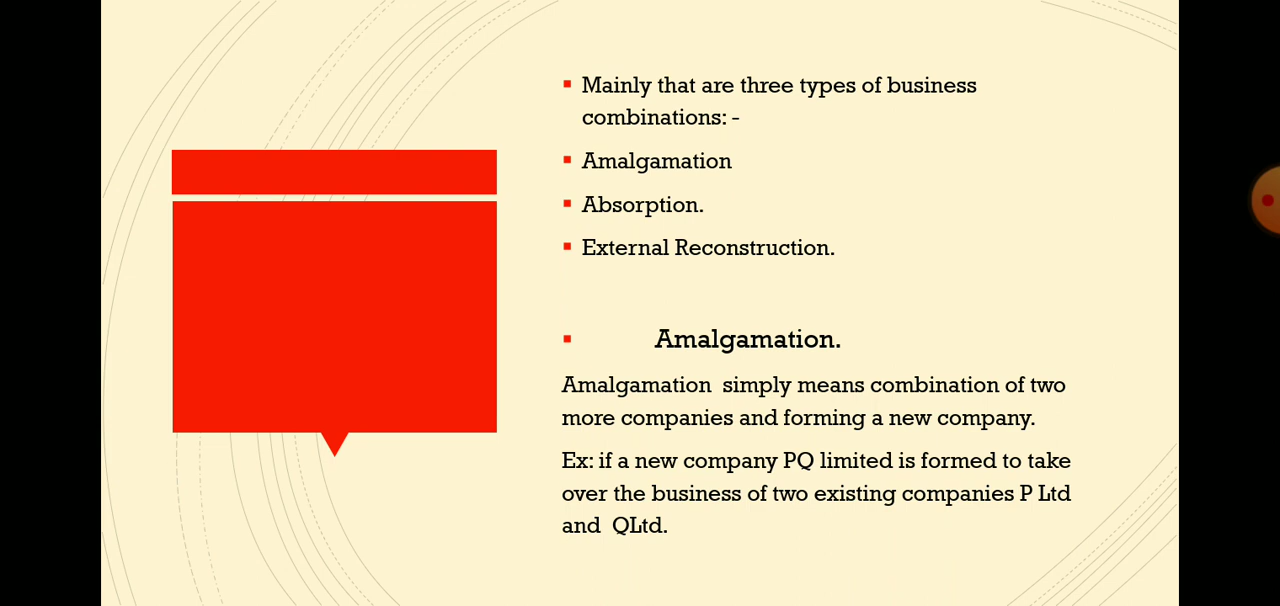 Mainly that are three types of business
combinations: -
Amalgamation
Absorption.
External Reconstruction.
Amalgamation.
Amalgamation  simply means combination of two
more companies and forming a new company.
Ex: if a new company PQ limited is formed to take
over the business of two existing companies P Ltd
and  QLtd.